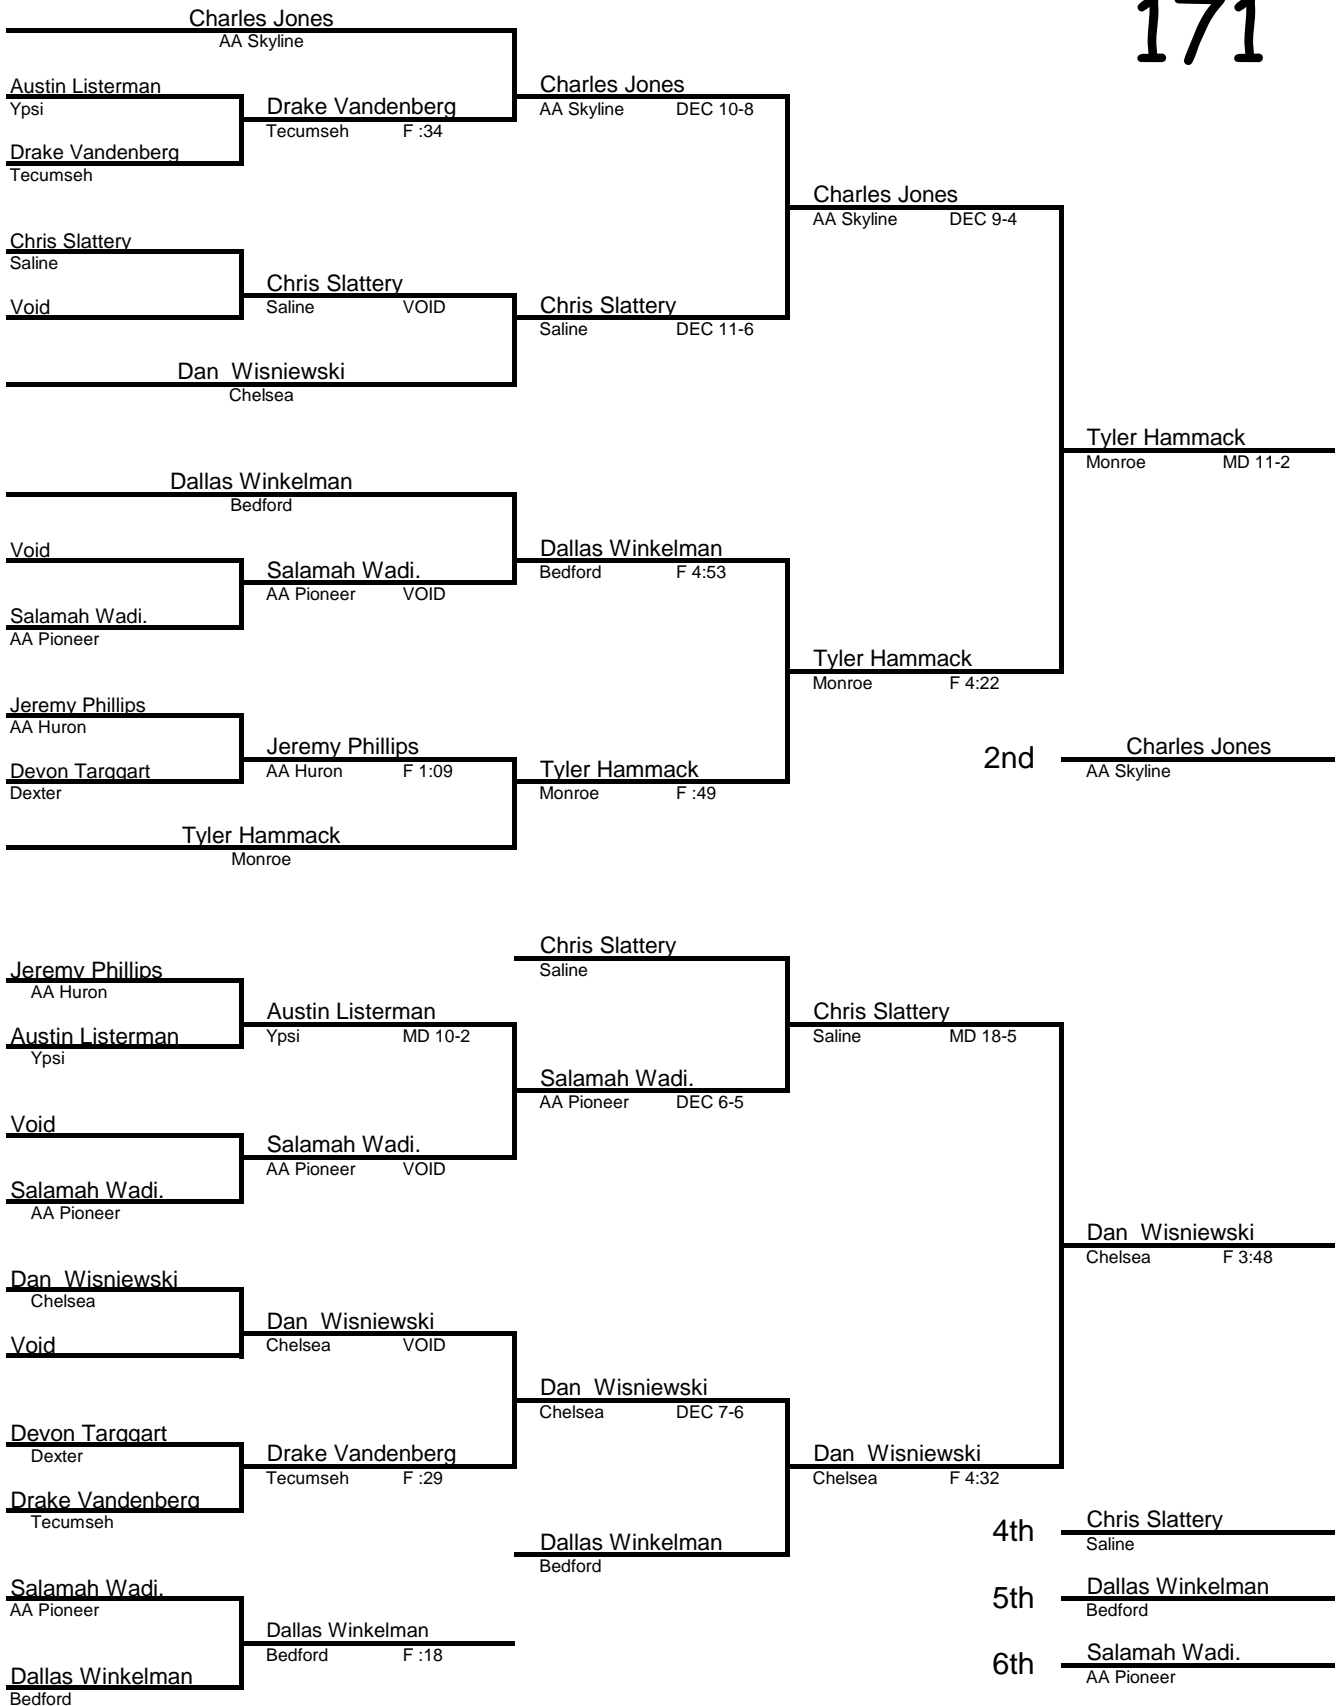 171
Charles Jones
AA Skyline
Austin Listerman
Ypsi
Drake Vandenberg
Tecumseh
Drake Vandenberg
Tecumseh F :34
Charles Jones
AA Skyline DEC 10-8
Chris Slattery
Saline
Void
Chris Slattery
Saline VOID
Dan Wisniewski
Chelsea
Chris Slattery
Saline DEC 11-6
Charles Jones
AA Skyline DEC 9-4
Dallas Winkelman
Bedford
Void
Salamah Wadi.
AA Pioneer
Salamah Wadi.
AA Pioneer VOID
Dallas Winkelman
Bedford F 4:53
Jeremy Phillips
AA Huron
Devon Targgart
Dexter
Jeremy Phillips
AA Huron F 1:09
Tyler Hammack
Monroe
Tyler Hammack
Monroe F :49
Tyler Hammack
Monroe F 4:22
Tyler Hammack
Monroe MD 11-2
2nd Charles Jones
AA Skyline
Jeremy Phillips
AA Huron
Austin Listerman
Ypsi
Austin Listerman
Ypsi MD 10-2
Void
Salamah Wadi.
AA Pioneer
Salamah Wadi.
AA Pioneer VOID
Chris Slattery
Saline
Salamah Wadi.
AA Pioneer DEC 6-5
Chris Slattery
Saline MD 18-5
Dan Wisniewski
Chelsea
Void
Dan Wisniewski
Chelsea VOID
Devon Targgart
Dexter
Drake Vandenberg
Tecumseh
Drake Vandenberg
Tecumseh F :29
Dan Wisniewski
Chelsea DEC 7-6
Dallas Winkelman
Bedford
Dan Wisniewski
Chelsea F 4:32
Dan Wisniewski
Chelsea F 3:48
Salamah Wadi.
AA Pioneer
Dallas Winkelman
Bedford
Dallas Winkelman
Bedford F :18
4th Chris Slattery
Saline
5th Dallas Winkelman
Bedford
6th Salamah Wadi.
AA Pioneer